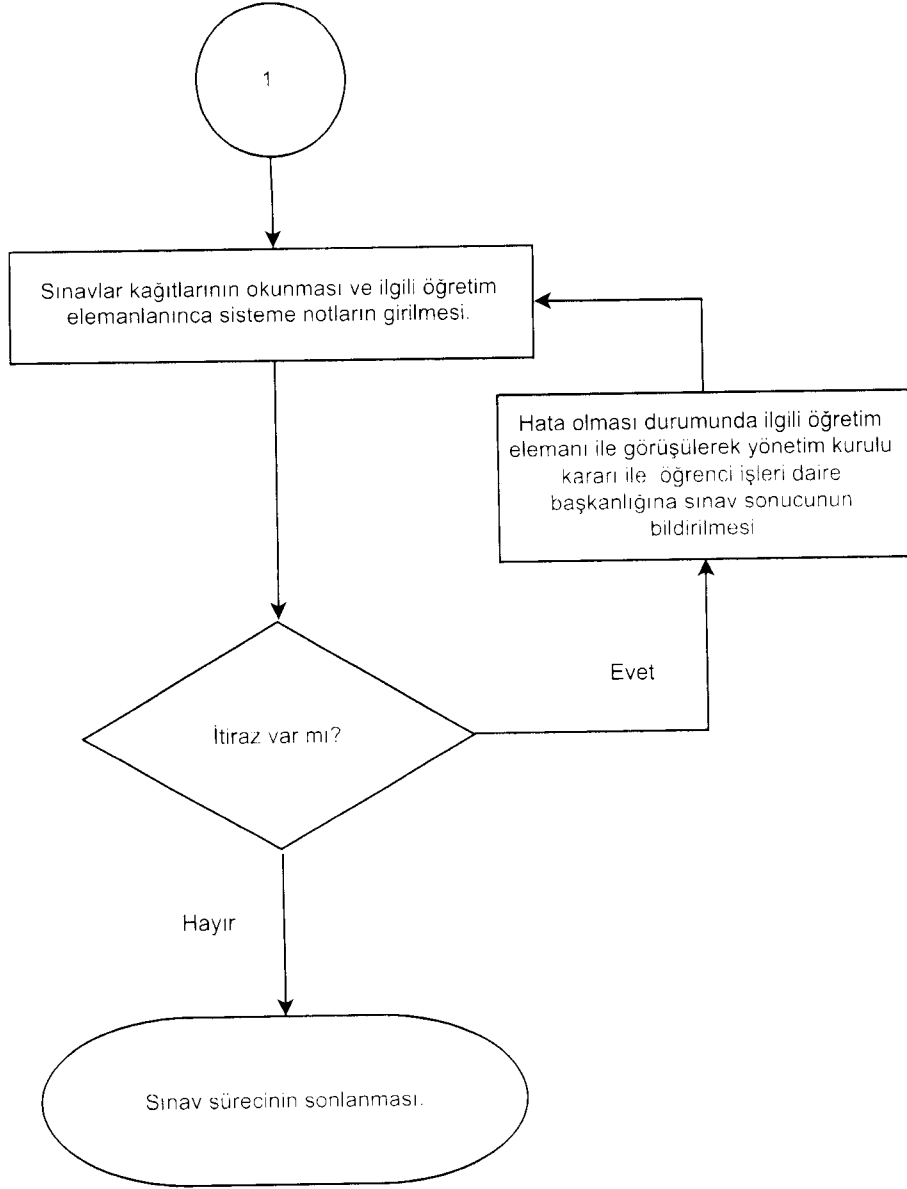 1
Sınavlar kağıtlarının okunması ve ilgili öğretim
elemanlanınca sisteme notların girilmesi.
Hata olması durumunda ilgili öğretim
elemanı ile görüşülerek yönetim kurulu
kararı ile öğrenci işleri daire
başkanlığına sınav sonucunun
bildirilmesi
Evet
İtiraz var mı?
Hayır
Sınav sürecinin sonlanması.